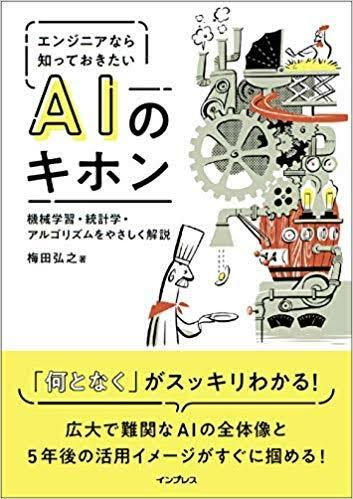 エンジニアなら
知っておきたい
AIの
キホン
機械学習・統計学・
アルゴリズムをやさしく解説
梅田弘之 著
14
「何となく」がスッキリわかる!
広大で難関なAIの全体像と
5年後の活用イメージがすぐに掴める!
インプレス